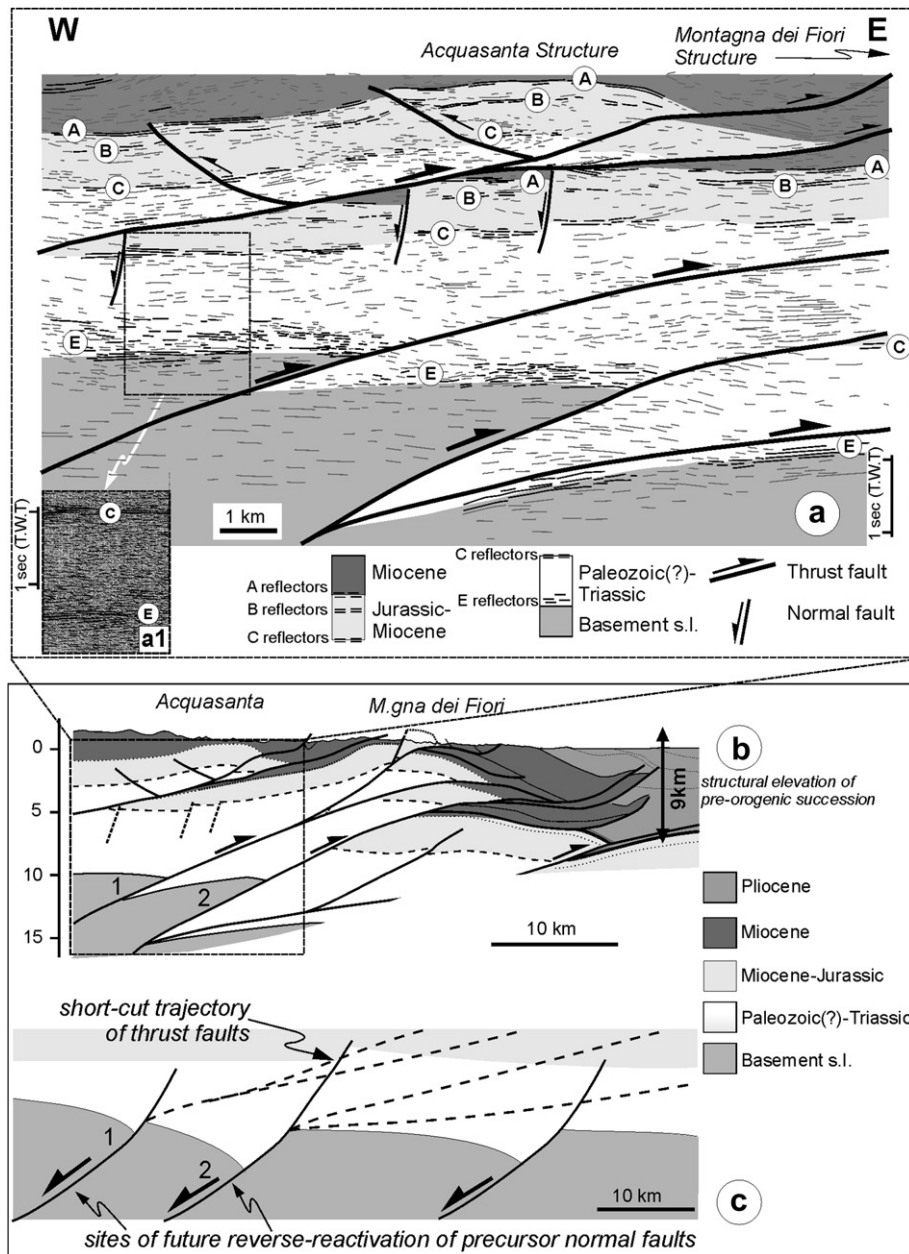 W
E
Acquasanta Structure
Montagna dei Fiori
Structure
A
B
A
B
C
C
A
B
A
B
C
E
E
C
E
1 sec (T.W.T)
C
E
a1
1 km
a
1 sec (T.W.T)
A reflectors
B reflectors
C reflectors
Miocene
Jurassic-
Miocene
C reflectors
E reflectors
Paleozoic(?)-
Triassic
Basement s.l.
Thrust fault
Normal fault
Acquasanta
M.gna dei Fiori
0
5
10
15
1
2
9km
b
structural elevation of
pre-orogenic succession
10 km
Pliocene
Miocene
Miocene-Jurassic
Paleozoic(?)-Triassic
Basement s.l.
short-cut trajectory
of thrust faults
1
2
10 km
c
sites of future reverse-reactivation of precursor normal faults